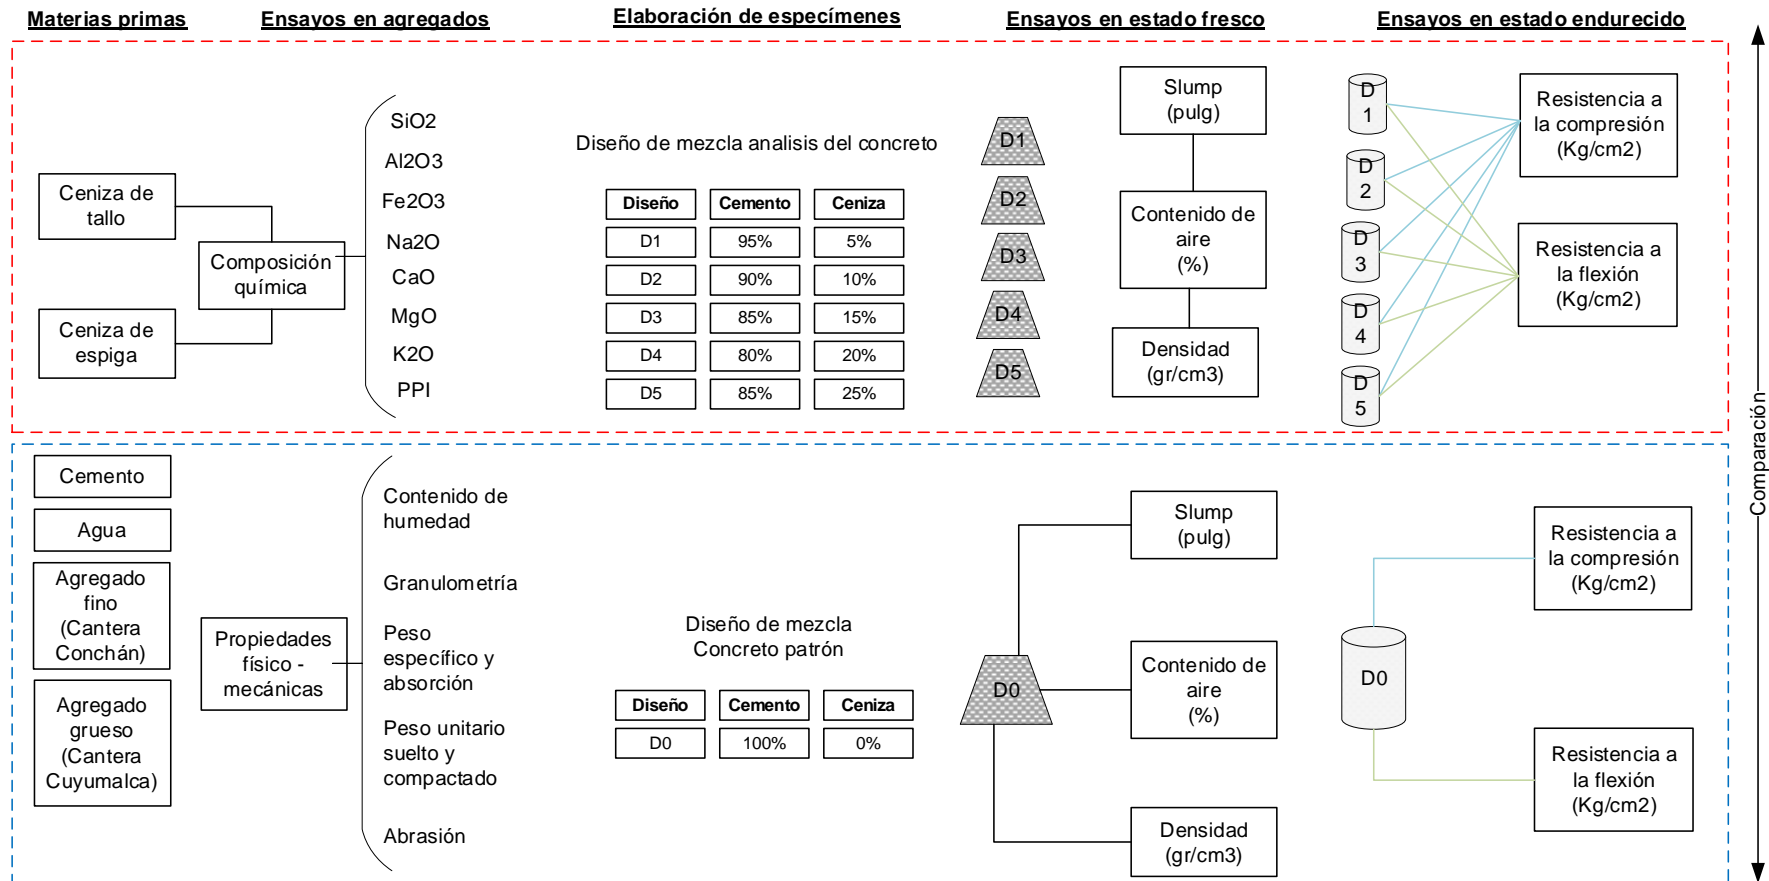 Materias primas
Ensayos en agregados
Elaboración de especímenes
Ensayos en estado fresco
Ensayos en estado endurecido
Ceniza de
tallo
Ceniza de
espiga
Composición
química
SiO2
Al2O3
Fe2O3
Na2O
CaO
MgO
K2O
PPI
Diseño de mezcla analisis del concreto
Diseño Cemento Ceniza
D1 95% 5%
D2 90% 10%
D3 85% 15%
D4 80% 20%
D5 85% 25%
D1
D2
D3
D4
D5
Slump
(pulg)
Contenido de
aire
(%)
Densidad
(gr/cm3)
D
1
D
2
D
3
D
4
D
5
Resistencia a
la compresión
(Kg/cm2)
Resistencia a
la flexión
(Kg/cm2)
Comparación
Cemento
Agua
Agregado
fino
(Cantera
Conchán)
Agregado
grueso
(Cantera
Cuyumalca)
Propiedades
físico -
mecánicas
Contenido de
humedad
Granulometría
Peso
específico y
absorción
Peso unitario
suelto y
compactado
Abrasión
Diseño de mezcla
Concreto patrón
Diseño Cemento Ceniza
D0 100% 0%
D0
Slump
(pulg)
Contenido de
aire
(%)
Densidad
(gr/cm3)
D0
Resistencia a
la compresión
(Kg/cm2)
Resistencia a
la flexión
(Kg/cm2)